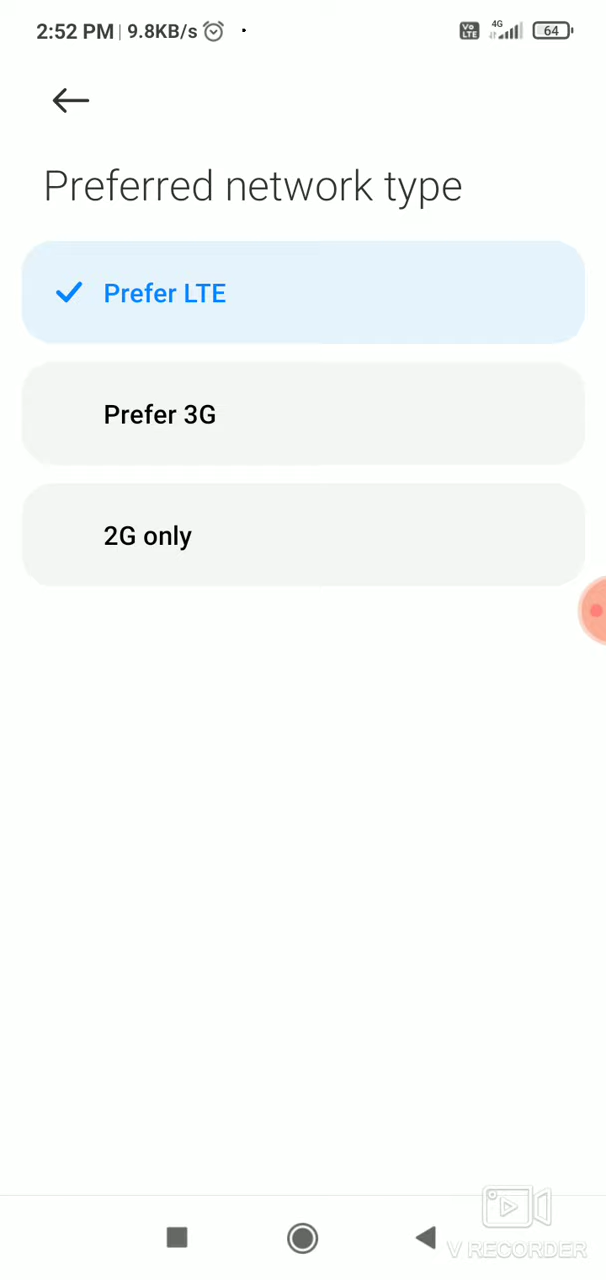 2:52 PM | 9.8KB/s
Vo LTE 4G 64
Preferred network type
Prefer LTE
Prefer 3G
2G only
V RECORDER